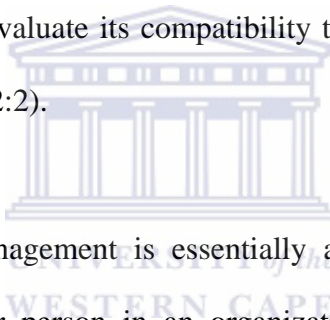 valuate its compatibility t
2:2).
nagement is essentially a
UNIVERSITY of the
WESTERN CAPE
r person in an organizat